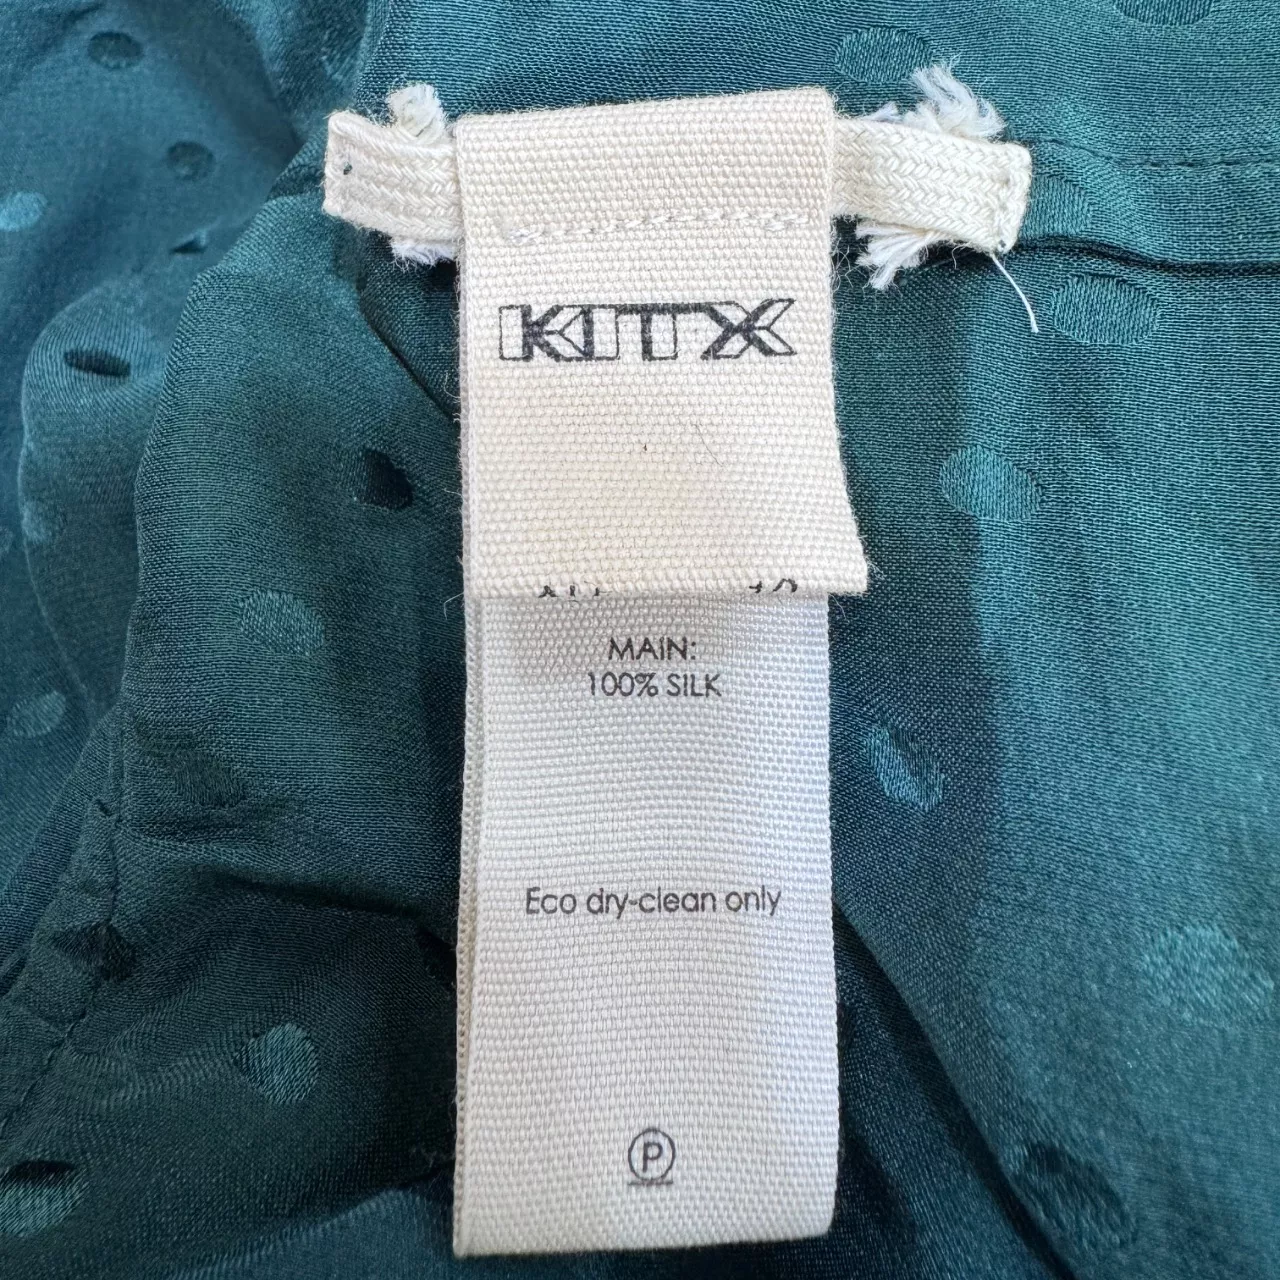 KITX
MAIN:
100% SILK
Eco dry-clean only
P